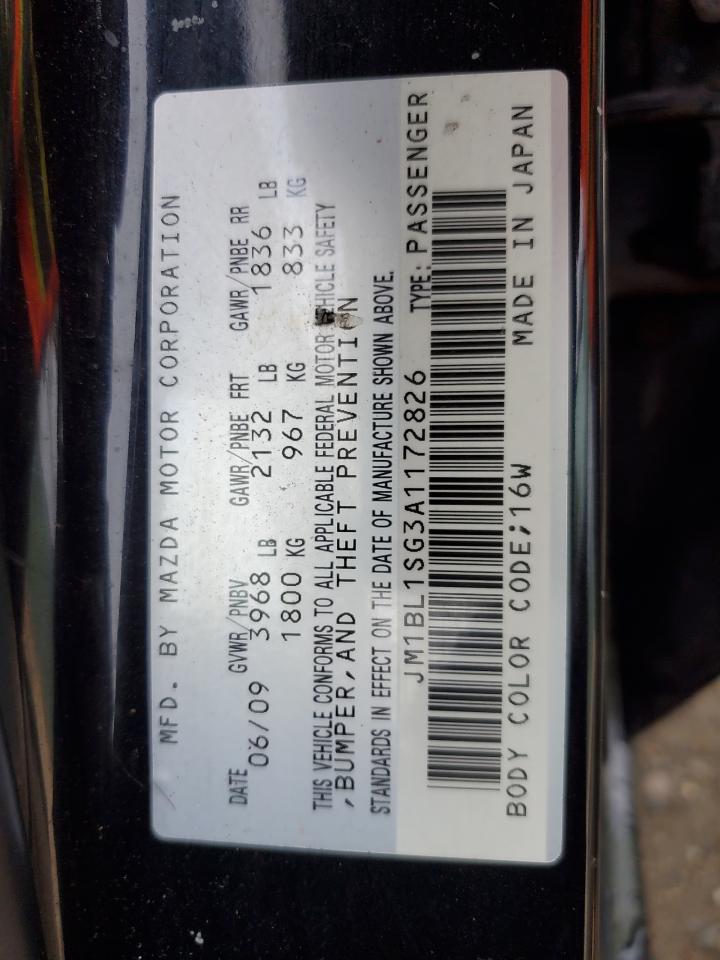 MFD. BY MAZDA MOTOR CORPORATION
DATE GVWR/PNBV GAWR/PNBE FRT GAWR/PNBE RR
06/09 3968 LB 2132 LB 1836 LB
1800 KG 967 KG 833 KG
THIS VEHICLE CONFORMS TO ALL APPLICABLE FEDERAL MOTOR VEHICLE SAFETY
,BUMPER,AND THEFT PREVENTION
STANDARDS IN EFFECT ON THE DATE OF MANUFACTURE SHOWN ABOVE.
JM1BL1SG3A1172826 TYPE: PASSENGER
BODY COLOR CODE;16W MADE IN JAPAN